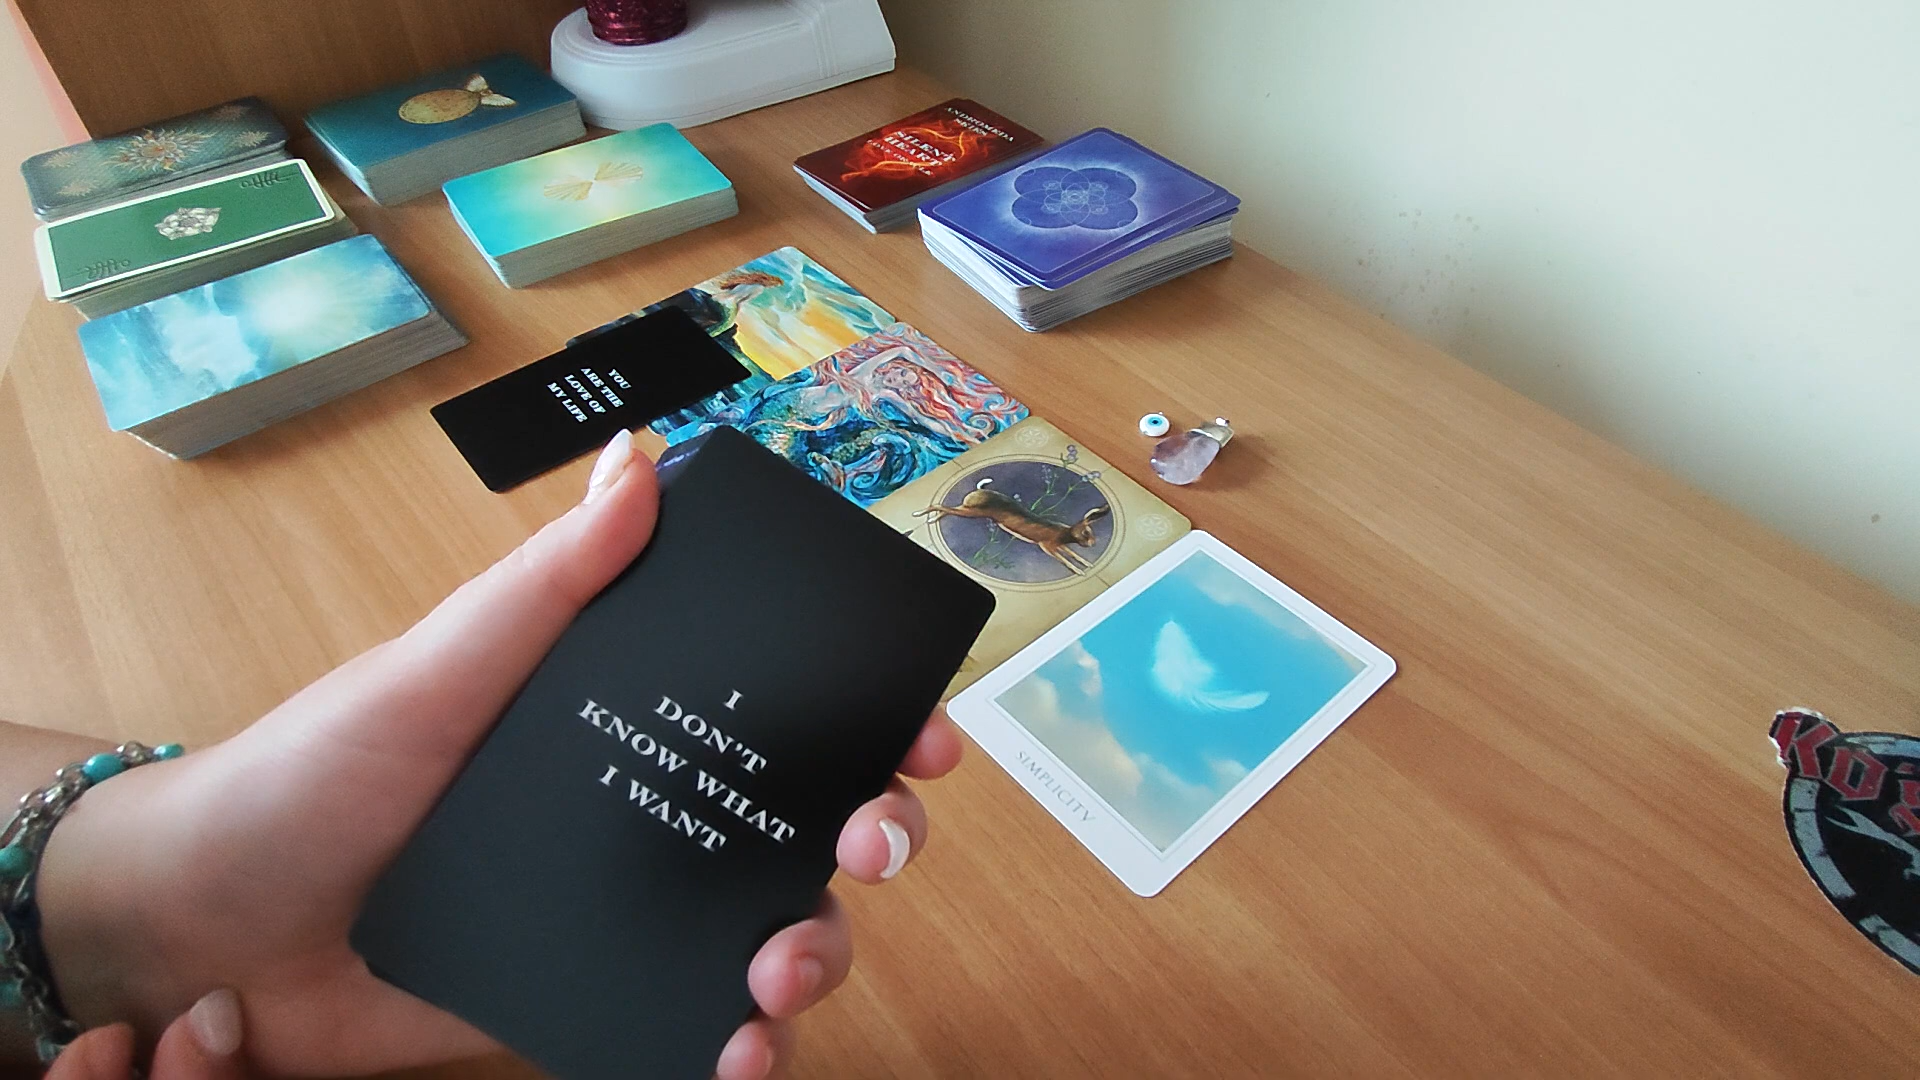 ANDROMEDA
SKIES
SILENT
HEART
YOU
ARE THE
LOVE OF
MY LIFE
I
DON'T
KNOW WHAT
I WANT
SIMPLICITY